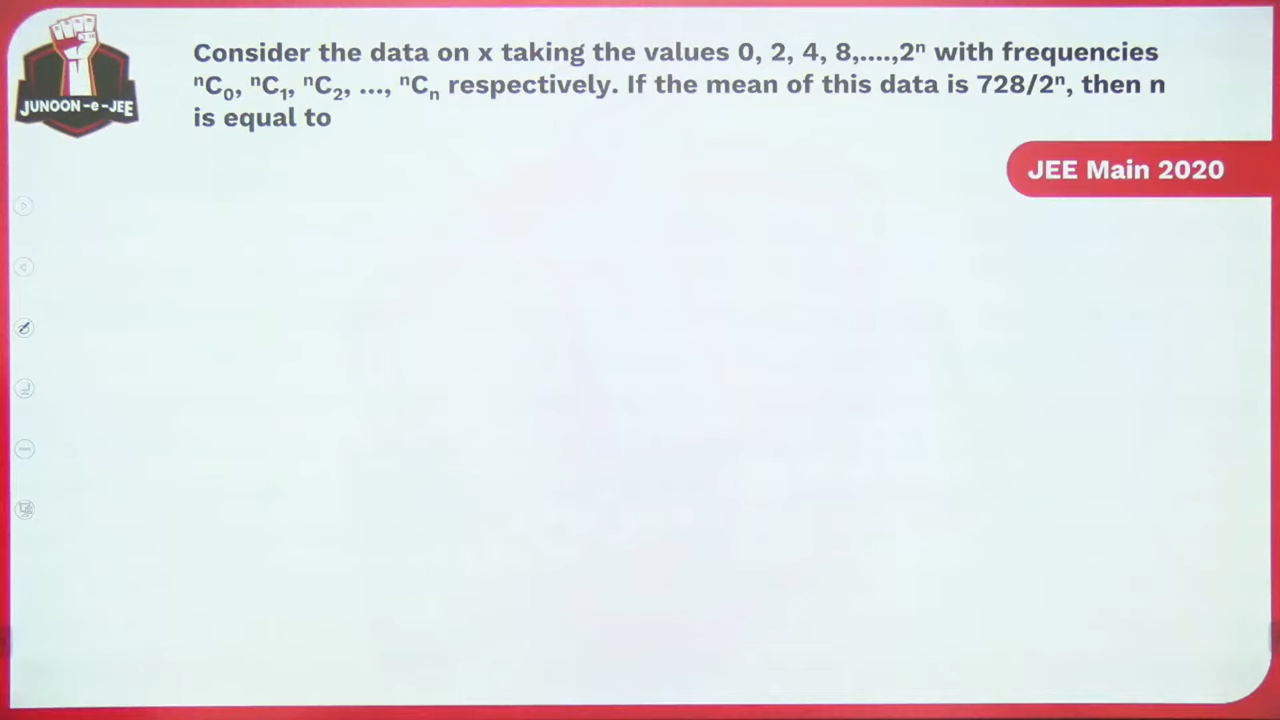 JUNOON-e-JEE
Consider the data on x taking the values 0, 2, 4, 8,....,2ⁿ with frequencies
ⁿC₀, ⁿC₁, ⁿC₂, ..., ⁿCₙ respectively. If the mean of this data is 728/2ⁿ, then n
is equal to
JEE Main 2020